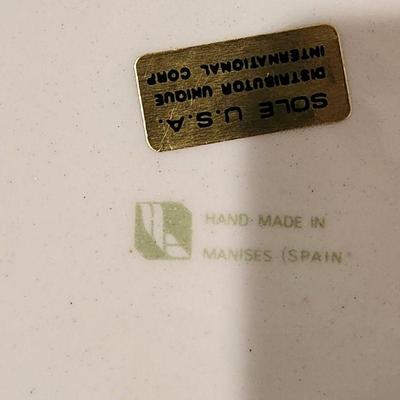 SOLE U.S.A.
DISTRIBUTOR UNIQUE
INTERNATIONAL CORP
HAND MADE IN
MANISES (SPAIN